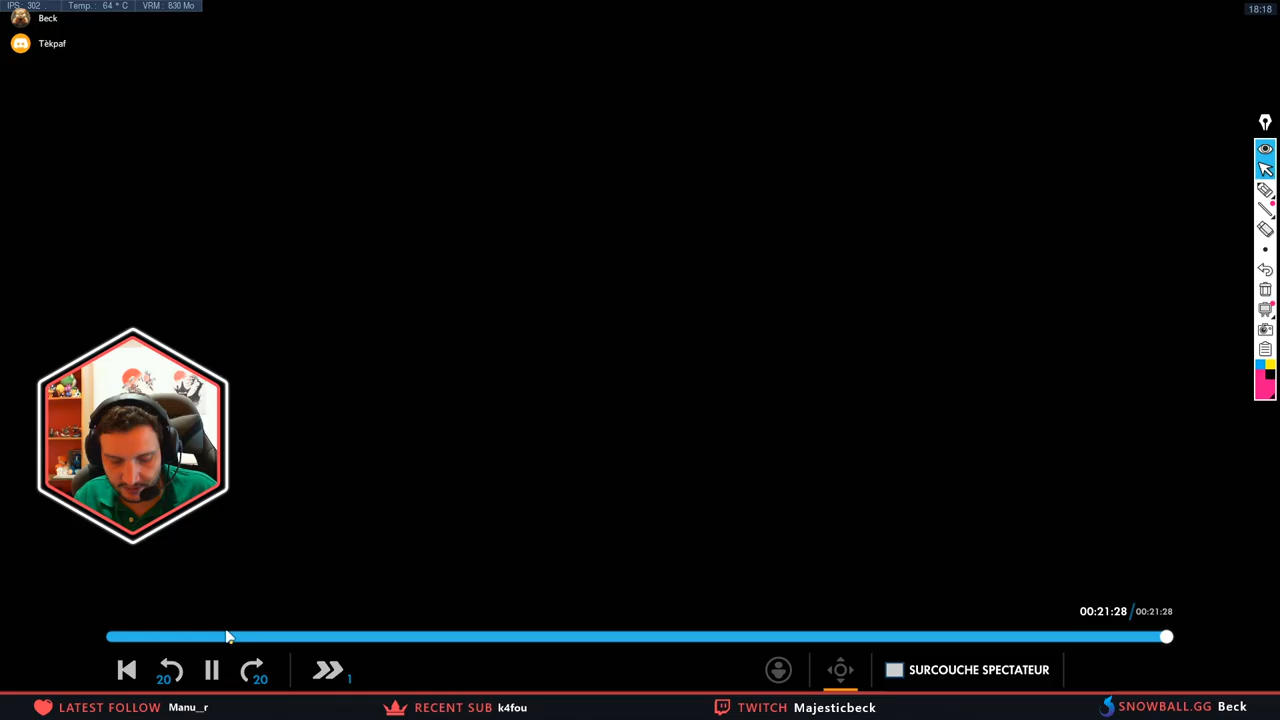 IPS: 302 Temp.: 64 ° C VRM: 830 Mo
18:18
Beck
Tèkpaf
00:21:28 / 00:21:28
20 20 1
SURCOUCHE SPECTATEUR
LATEST FOLLOW Manu_r RECENT SUB k4fou TWITCH Majesticbeck SNOWBALL.GG Beck